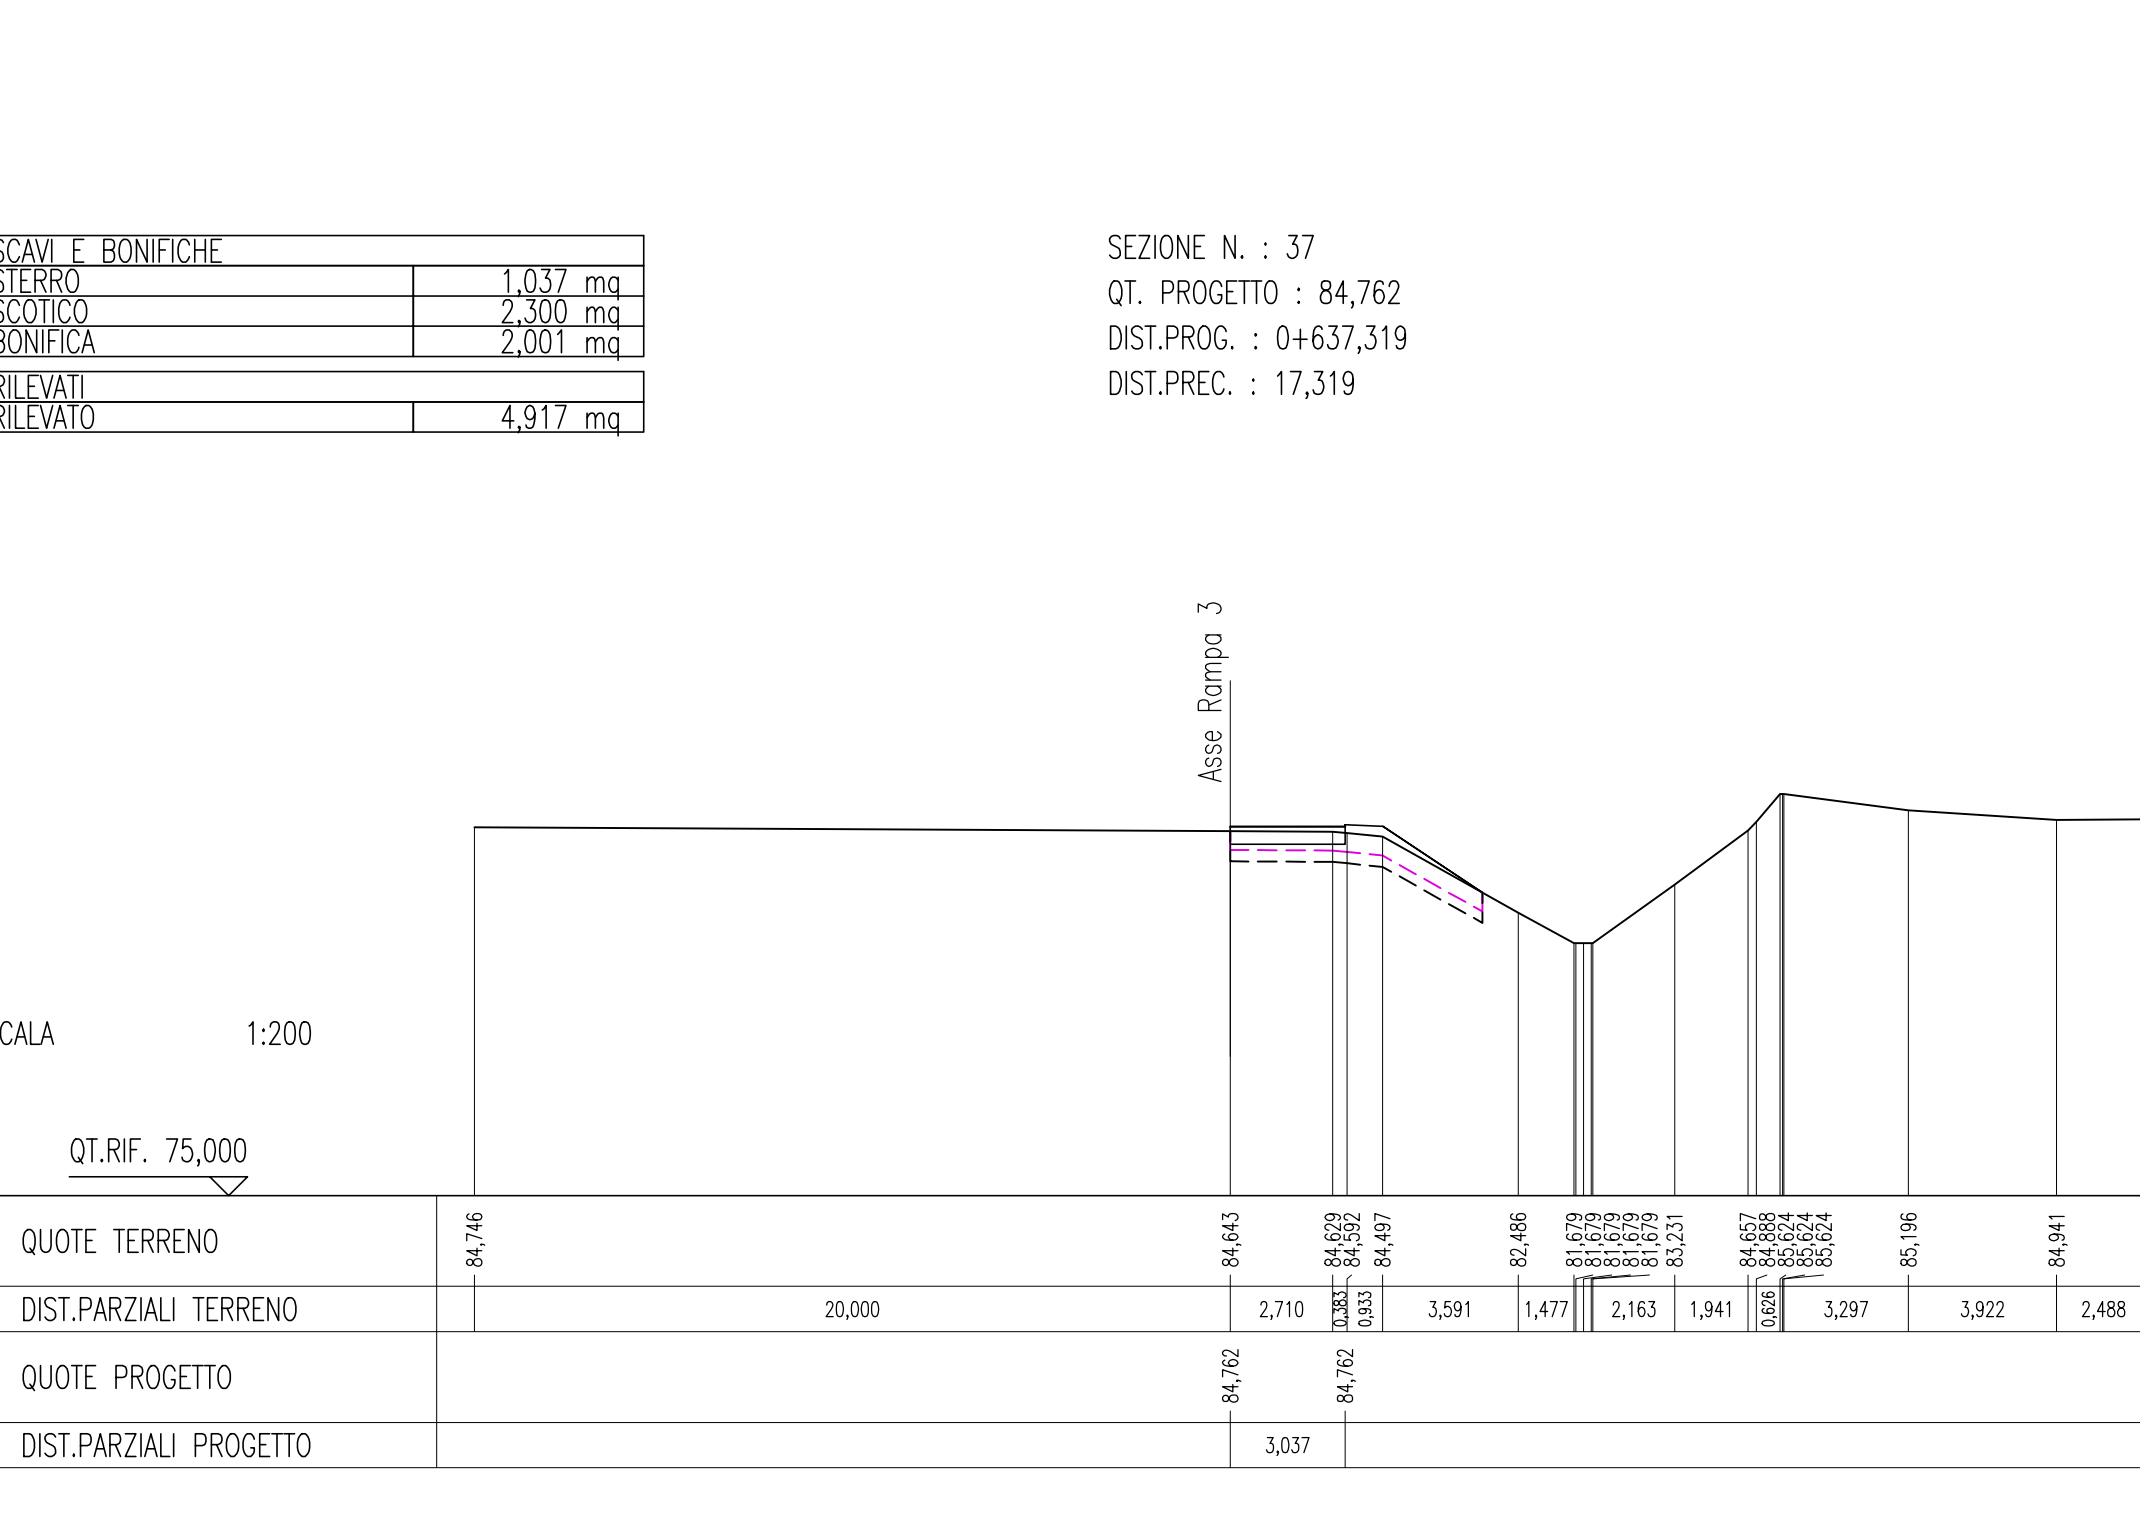 SCAVI E BONIFICHE
STERRO 1,037 mq
SCOTICO 2,300 mq
BONIFICA 2,001 mq
RILEVATI
RILEVATO 4,917 mq
SEZIONE N. : 37
QT. PROGETTO : 84,762
DIST.PROG. : 0+637,319
DIST.PREC. : 17,319
Asse Rampa 3
CALA 1:200
QT.RIF. 75,000
QUOTE TERRENO 84,746 84,643 84,629 84,592 84,497 82,486 81,679 81,679 81,679 81,679 81,679 83,231 84,657 84,888 85,624 85,624 85,624 85,196 84,941
DIST.PARZIALI TERRENO 20,000 2,710 0,383 0,933 3,591 1,477 2,163 1,941 0,626 3,297 3,922 2,488
QUOTE PROGETTO 84,762 84,762
DIST.PARZIALI PROGETTO 3,037